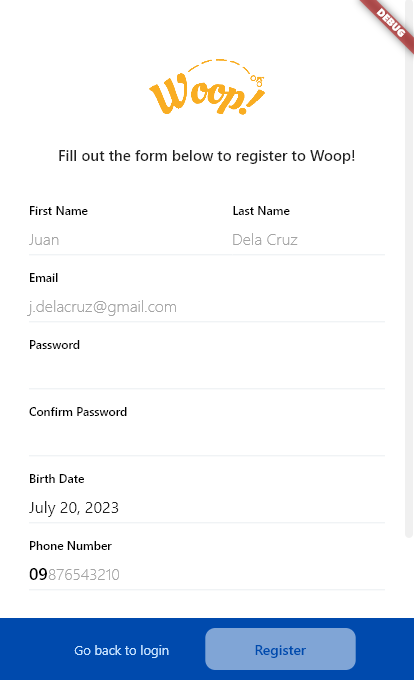 DEBUG
Woop!
Fill out the form below to register to Woop!
First Name Last Name
Juan Dela Cruz
Email
j.delacruz@gmail.com
Password
Confirm Password
Birth Date
July 20, 2023
Phone Number
09876543210
Go back to login Register